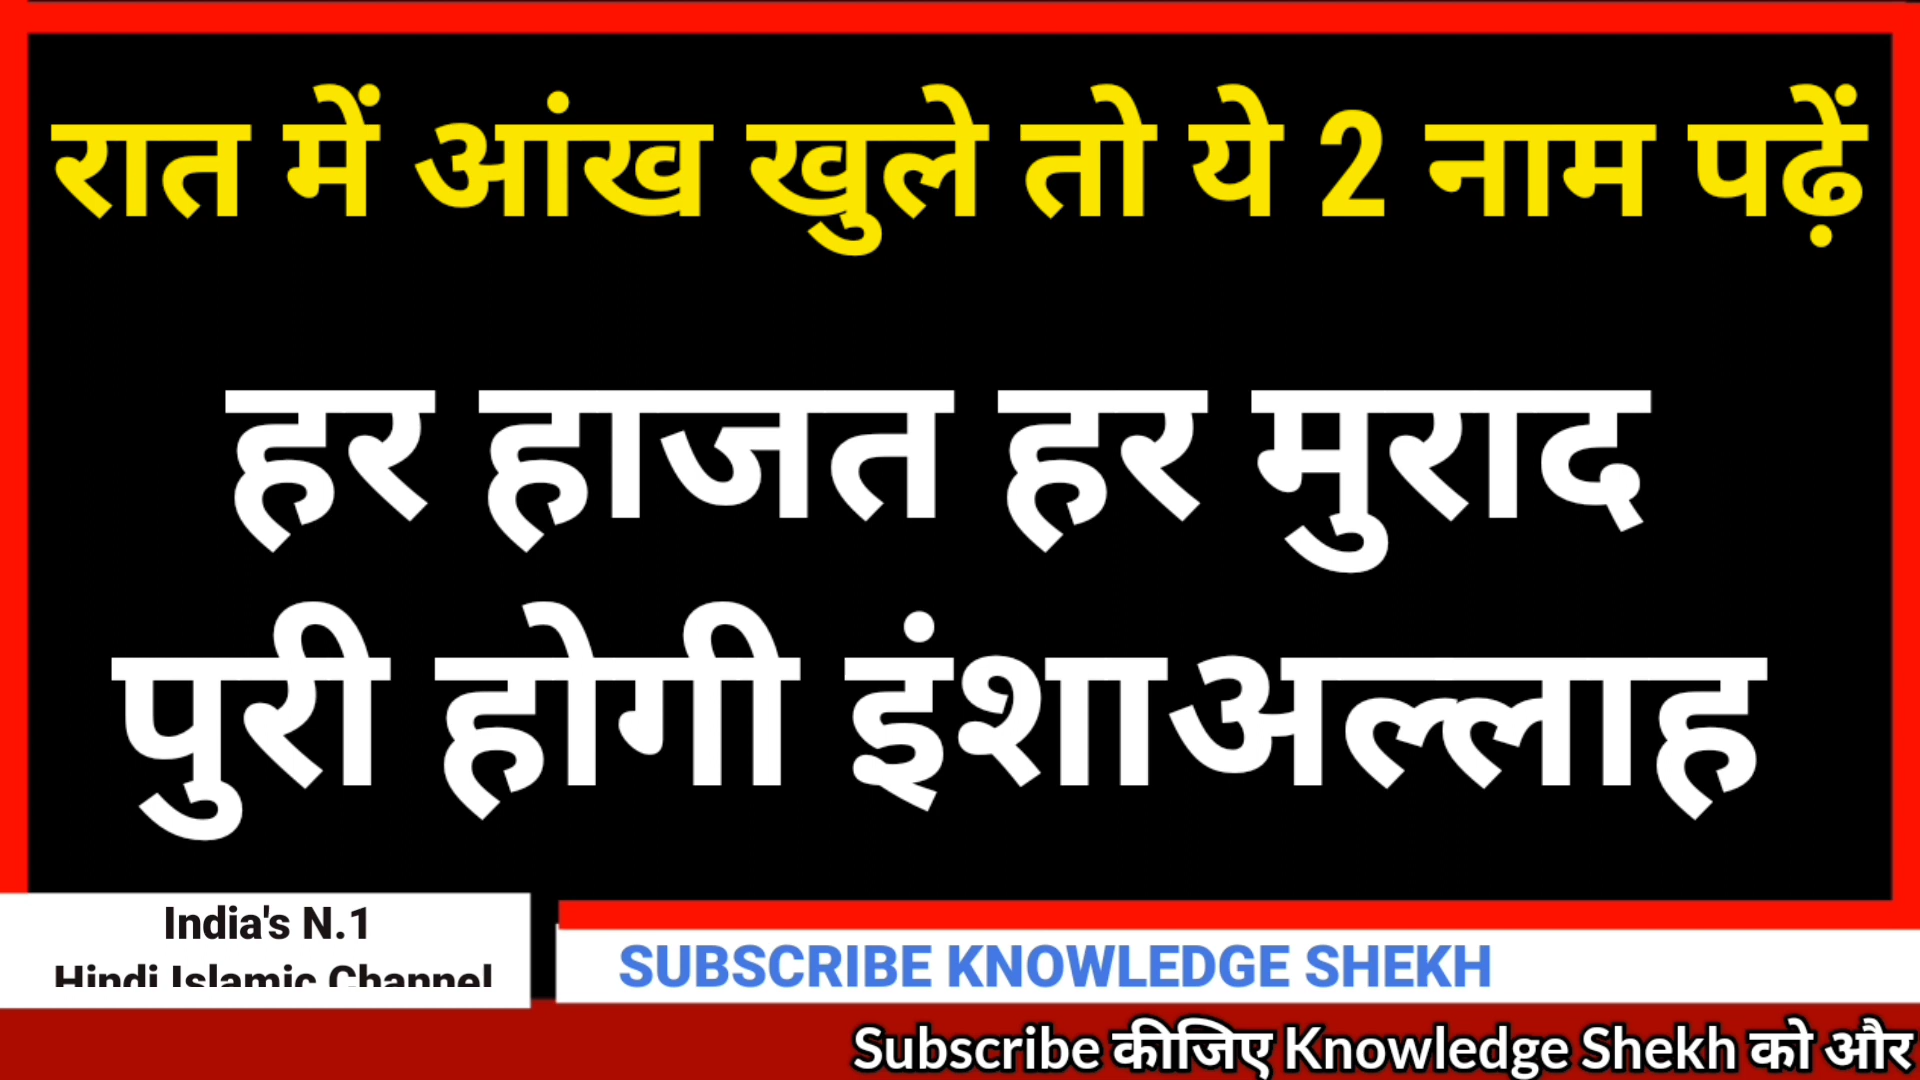 रात में आंख खुले तो ये 2 नाम पढ़ें
हर हाजत हर मुराद
पुरी होगी इंशाअल्लाह
India's N.1
Hindi Islamic Channel
SUBSCRIBE KNOWLEDGE SHEKH
Subscribe कीजिए Knowledge Shekh को और